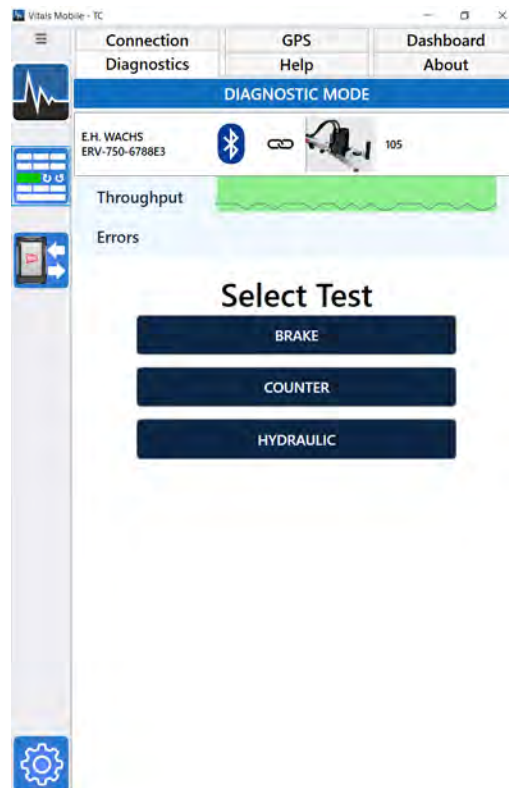 Vitals Mobile - TC
Connection GPS Dashboard
Diagnostics Help About
DIAGNOSTIC MODE
E.H. WACHS
ERV-750-6788E3
105
Throughput
Errors
Select Test
BRAKE
COUNTER
HYDRAULIC